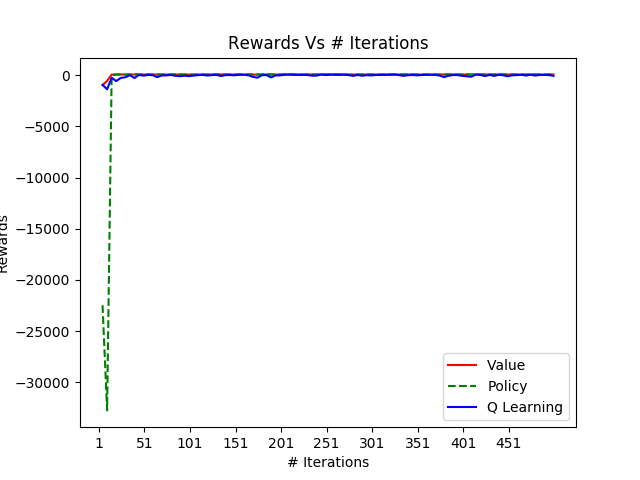 Rewards Vs # Iterations
0
−5000
−10000
−15000
−20000
−25000
−30000
Rewards
Value
Policy
Q Learning
1 51 101 151 201 251 301 351 401 451
# Iterations